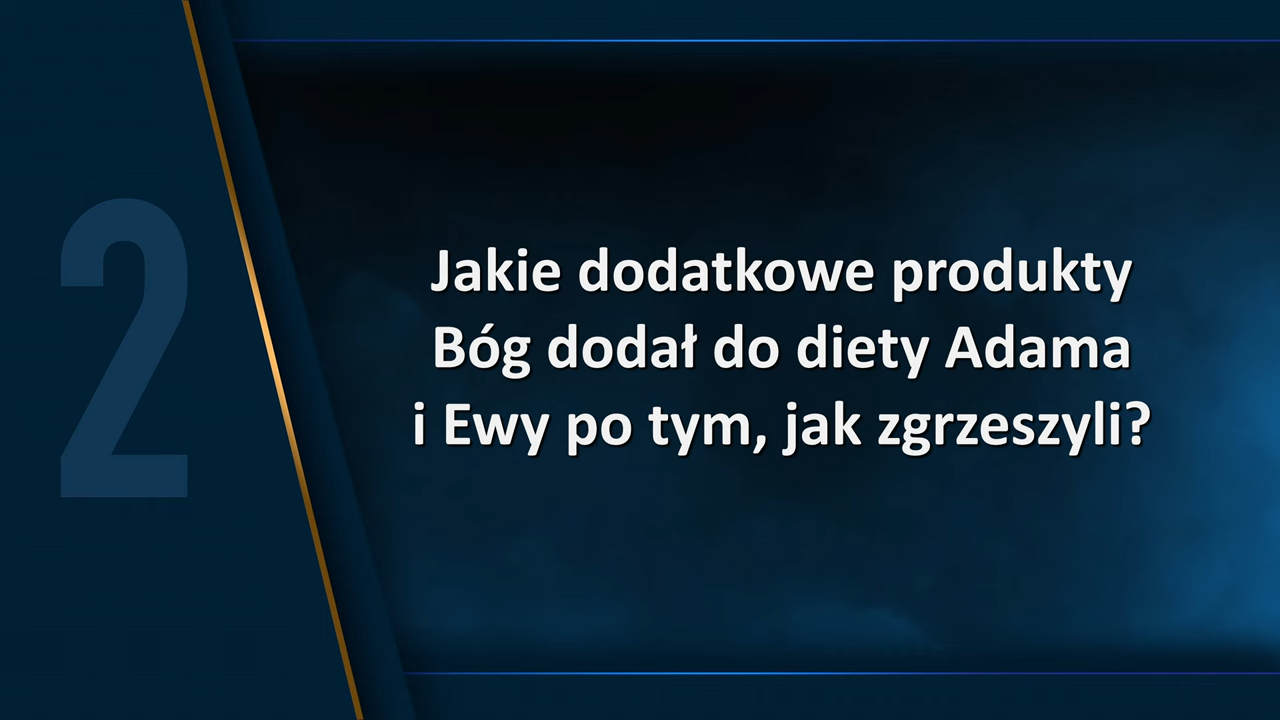 2
Jakie dodatkowe produkty
Bóg dodał do diety Adama
i Ewy po tym, jak zgrzeszyli?